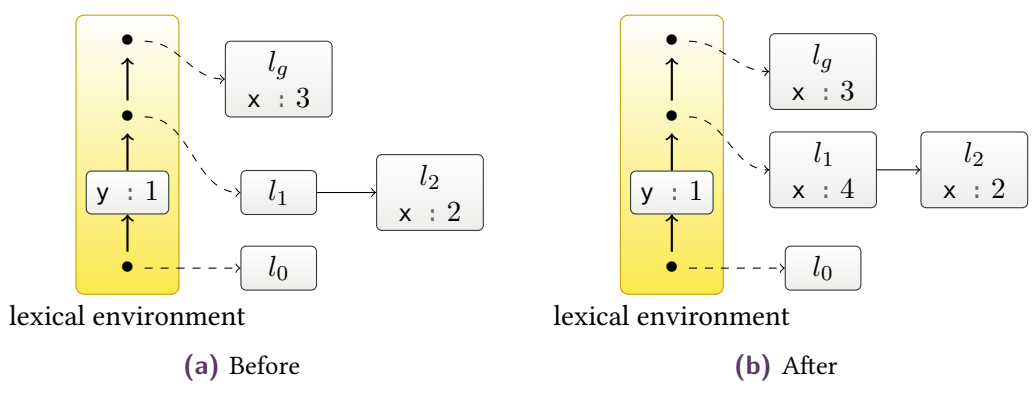 l_g
x : 3
l_1
l_2
x : 2
y : 1
l_0
lexical environment
(a) Before
l_g
x : 3
l_1
x : 4
l_2
x : 2
y : 1
l_0
lexical environment
(b) After